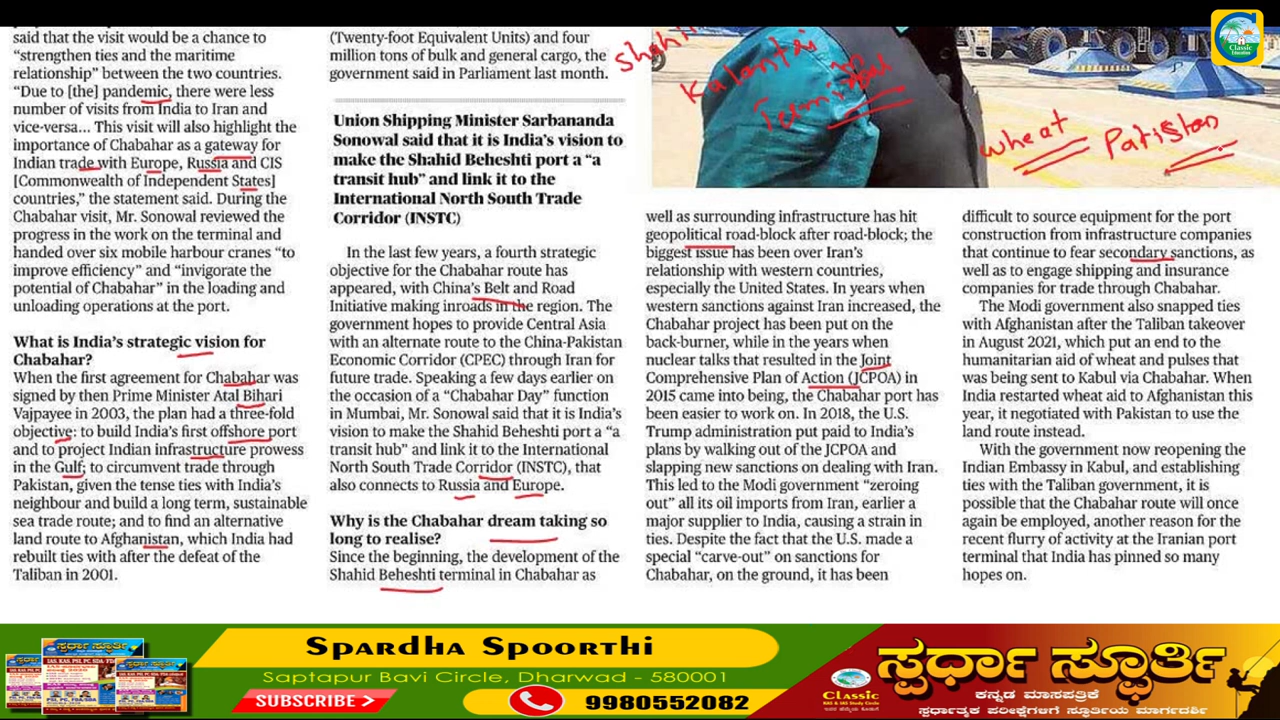 said that the visit would be a chance to
“strengthen ties and the maritime
relationship” between the two countries.
“Due to [the] pandemic, there were less
number of visits from India to Iran and
vice-versa... This visit will also highlight the
importance of Chabahar as a gateway for
Indian trade with Europe, Russia and CIS
[Commonwealth of Independent States]
countries,” the statement said. During the
Chabahar visit, Mr. Sonowal reviewed the
progress in the work on the terminal and
handed over six mobile harbour cranes “to
improve efficiency” and “invigorate the
potential of Chabahar” in the loading and
unloading operations at the port.
What is India’s strategic vision for
Chabahar?
When the first agreement for Chabahar was
signed by then Prime Minister Atal Bihari
Vajpayee in 2003, the plan had a three-fold
objective: to build India’s first offshore port
and to project Indian infrastructure prowess
in the Gulf; to circumvent trade through
Pakistan, given the tense ties with India’s
neighbour and build a long term, sustainable
sea trade route; and to find an alternative
land route to Afghanistan, which India had
rebuilt ties with after the defeat of the
Taliban in 2001.
(Twenty-foot Equivalent Units) and four
million tons of bulk and general cargo, the
government said in Parliament last month.
Union Shipping Minister Sarbananda
Sonowal said that it is India’s vision to
make the Shahid Beheshti port a “a
transit hub” and link it to the
International North South Trade
Corridor (INSTC)
In the last few years, a fourth strategic
objective for the Chabahar route has
appeared, with China’s Belt and Road
Initiative making inroads in the region. The
government hopes to provide Central Asia
with an alternate route to the China-Pakistan
Economic Corridor (CPEC) through Iran for
future trade. Speaking a few days earlier on
the occasion of a “Chabahar Day” function
in Mumbai, Mr. Sonowal said that it is India’s
vision to make the Shahid Beheshti port a “a
transit hub” and link it to the International
North South Trade Corridor (INSTC), that
also connects to Russia and Europe.
Why is the Chabahar dream taking so
long to realise?
Since the beginning, the development of the
Shahid Beheshti terminal in Chabahar as
Kalantri
Terminal
wheat Pakistan
well as surrounding infrastructure has hit
geopolitical road-block after road-block; the
biggest issue has been over Iran’s
relationship with western countries,
especially the United States. In years when
western sanctions against Iran increased, the
Chabahar project has been put on the
back-burner, while in the years when
nuclear talks that resulted in the Joint
Comprehensive Plan of Action (JCPOA) in
2015 came into being, the Chabahar port has
been easier to work on. In 2018, the U.S.
Trump administration put paid to India’s
plans by walking out of the JCPOA and
slapping new sanctions on dealing with Iran.
This led to the Modi government “zeroing
out” all its oil imports from Iran, earlier a
major supplier to India, causing a strain in
ties. Despite the fact that the U.S. made a
special “carve-out” on sanctions for
Chabahar, on the ground, it has been
difficult to source equipment for the port
construction from infrastructure companies
that continue to fear secondary sanctions, as
well as to engage shipping and insurance
companies for trade through Chabahar.
The Modi government also snapped ties
with Afghanistan after the Taliban takeover
in August 2021, which put an end to the
humanitarian aid of wheat and pulses that
was being sent to Kabul via Chabahar. When
India restarted wheat aid to Afghanistan this
year, it negotiated with Pakistan to use the
land route instead.
With the government now reopening the
Indian Embassy in Kabul, and establishing
ties with the Taliban government, it is
possible that the Chabahar route will once
again be employed, another reason for the
recent flurry of activity at the Iranian port
terminal that India has pinned so many
hopes on.
Classic
Education
Spardha Spoorthi
Saptapur Bavi Circle, Dharwad - 580001
SUBSCRIBE
9980552082
Classic
ಸ್ಪರ್ಧಾ ಸ್ಫೂರ್ತಿ
ಕನ್ನಡ ಮಾಸಪತ್ರಿಕೆ
ಸ್ಪರ್ಧಾತ್ಮಕ ಪರೀಕ್ಷೆಗಳಿಗೆ ಸ್ಫೂರ್ತಿಯ ಮಾರ್ಗದರ್ಶಿ